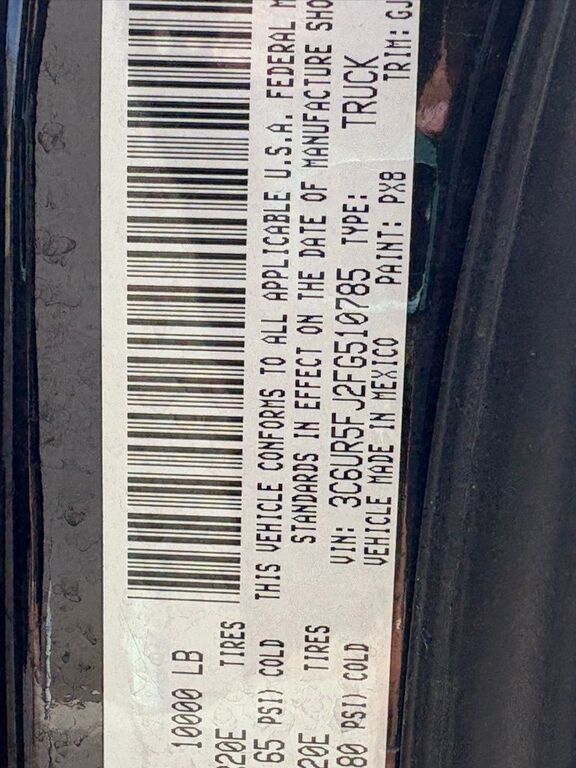 10000 LB
220E TIRES
65 PSI) COLD
20E TIRES
80 PSI) COLD
THIS VEHICLE CONFORMS TO ALL APPLICABLE U.S.A. FEDERAL M
STANDARDS IN EFFECT ON THE DATE OF MANUFACTURE SHO
VIN: 3C6UR5FJ2FG510785 TYPE: TRUCK
VEHICLE MADE IN MEXICO PAINT: PX8 TRIM: GJ